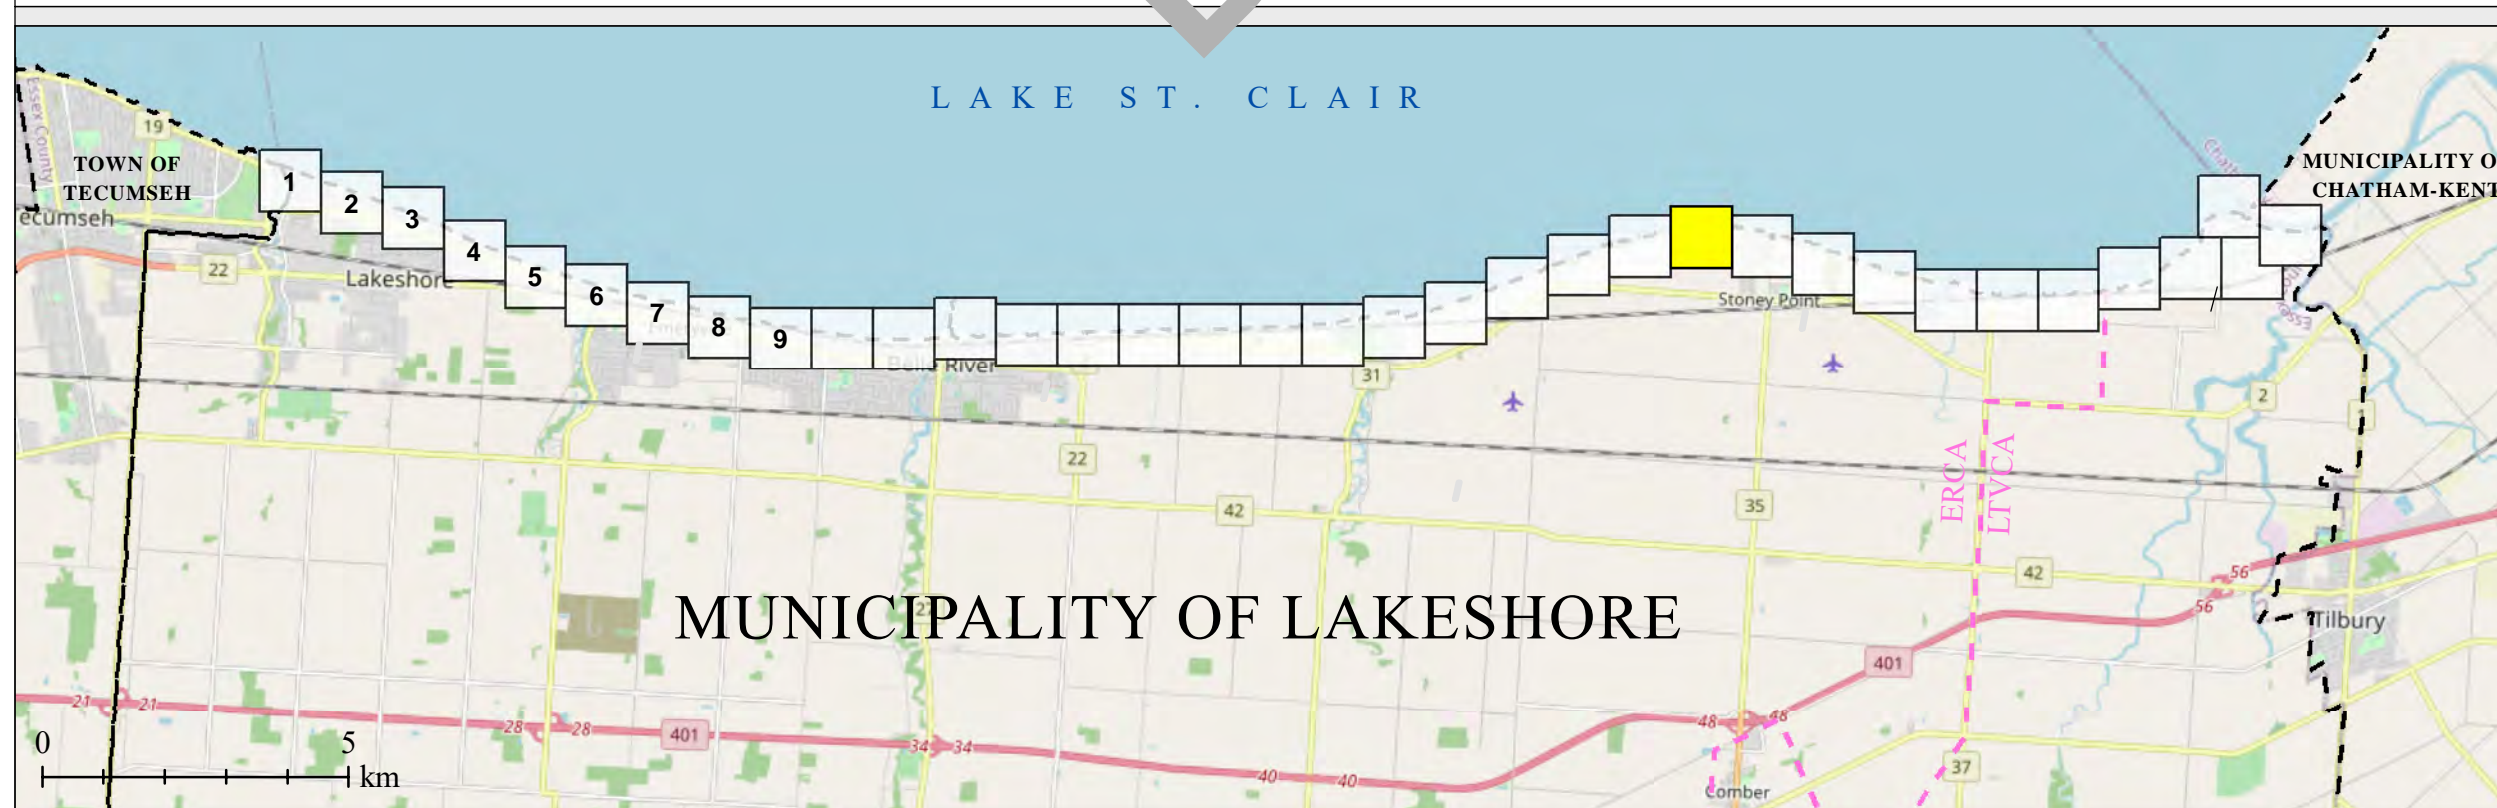 LAKE ST. CLAIR
Essex County
19
TOWN OF
TECUMSEH
ecumseh
22
Lakeshore
1
2
3
4
5
6
7
8
9
Belle River
31
Stoney Point
MUNICIPALITY O
CHATHAM-KENT
2
1
22
42
35
ERCA
LTVCA
42
56
56
Tilbury
MUNICIPALITY OF LAKESHORE
401
21
21
28
28
401
34
34
40
40
48
48
37
Comber
0
5
km